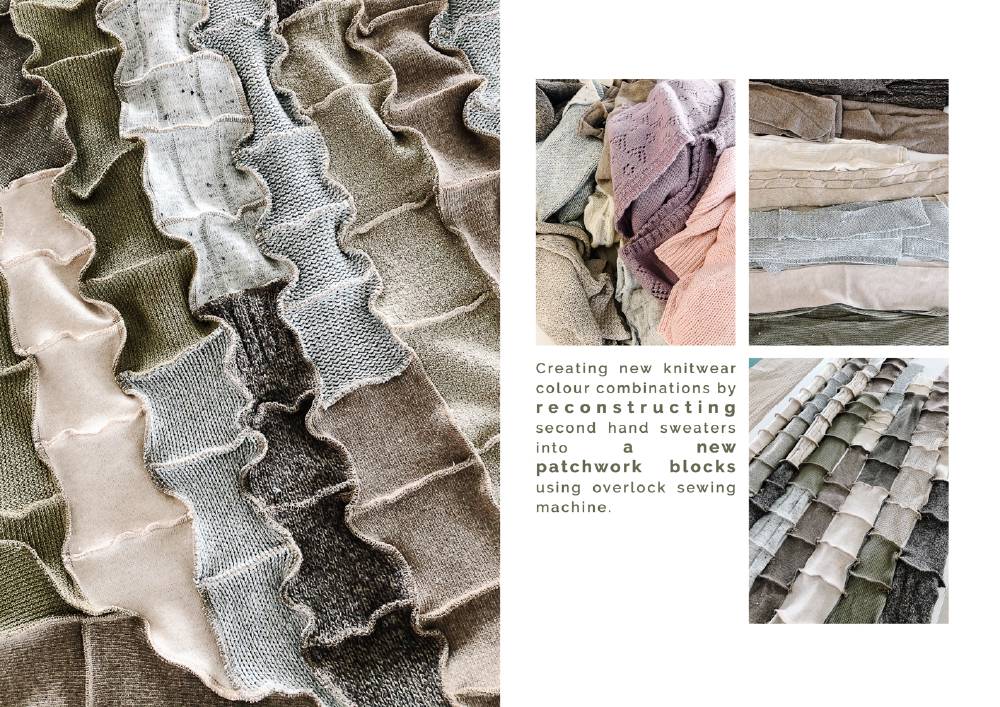 Creating new knitwear
colour combinations by
reconstructing
second hand sweaters
into a new
patchwork blocks
using overlock sewing
machine.